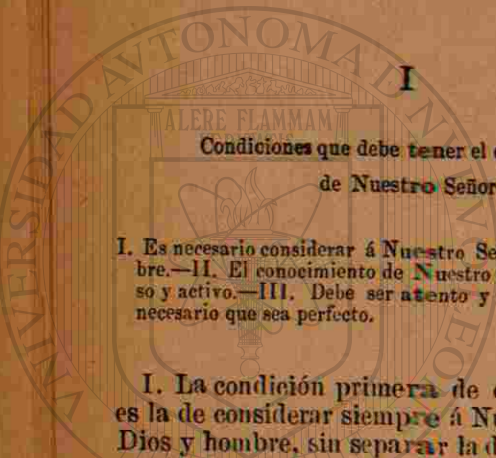 I
Condiciones que debe tener el
de Nuestro Señor
I. Es necesario considerar á Nuestro Se
bre.—II. El conocimiento de Nuestro
so y activo.—III. Debe ser atento y
necesario que sea perfecto.
I. La condición primera de
es la de considerar siempre á Nu
Dios y hombre, sin separar la d
ALERE FLAMMAM